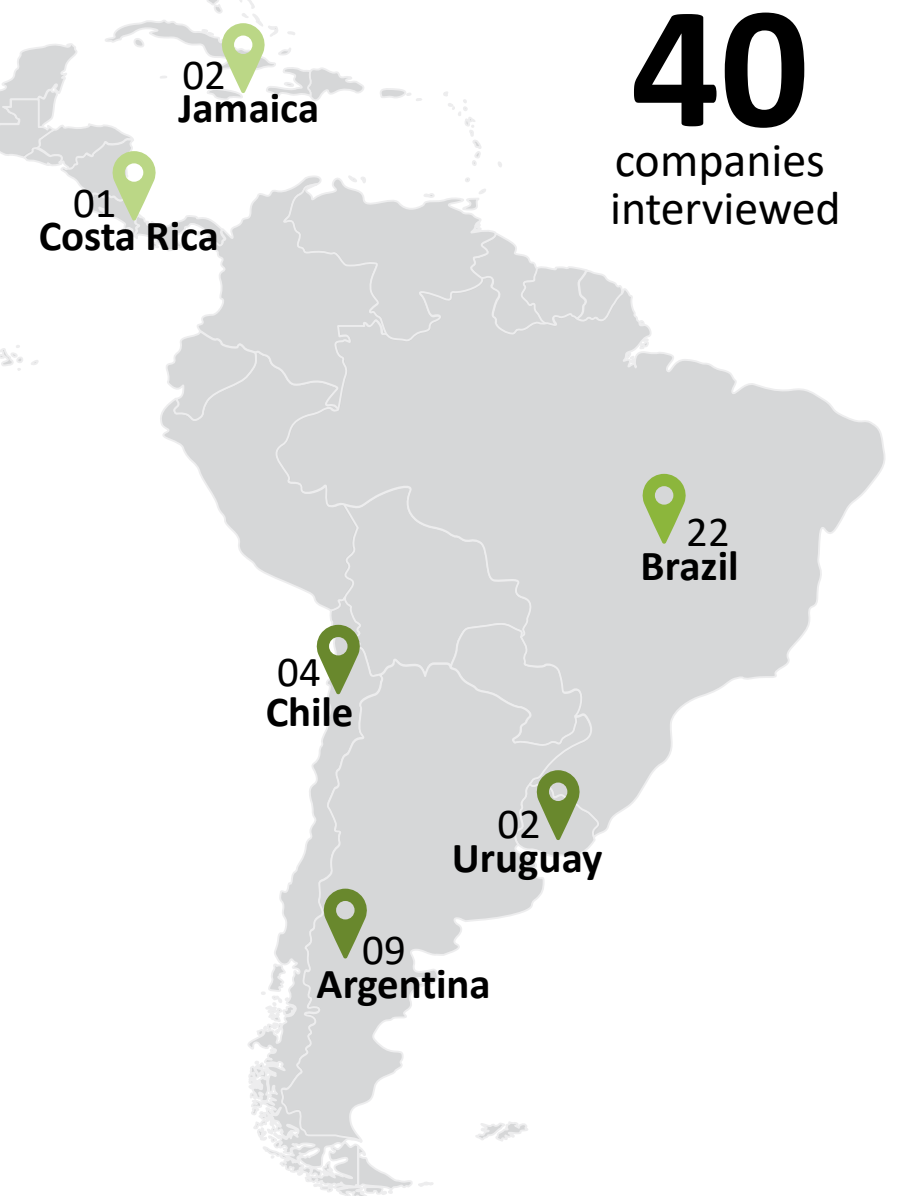 40
companies
interviewed
02
Jamaica
01
Costa Rica
22
Brazil
04
Chile
02
Uruguay
09
Argentina